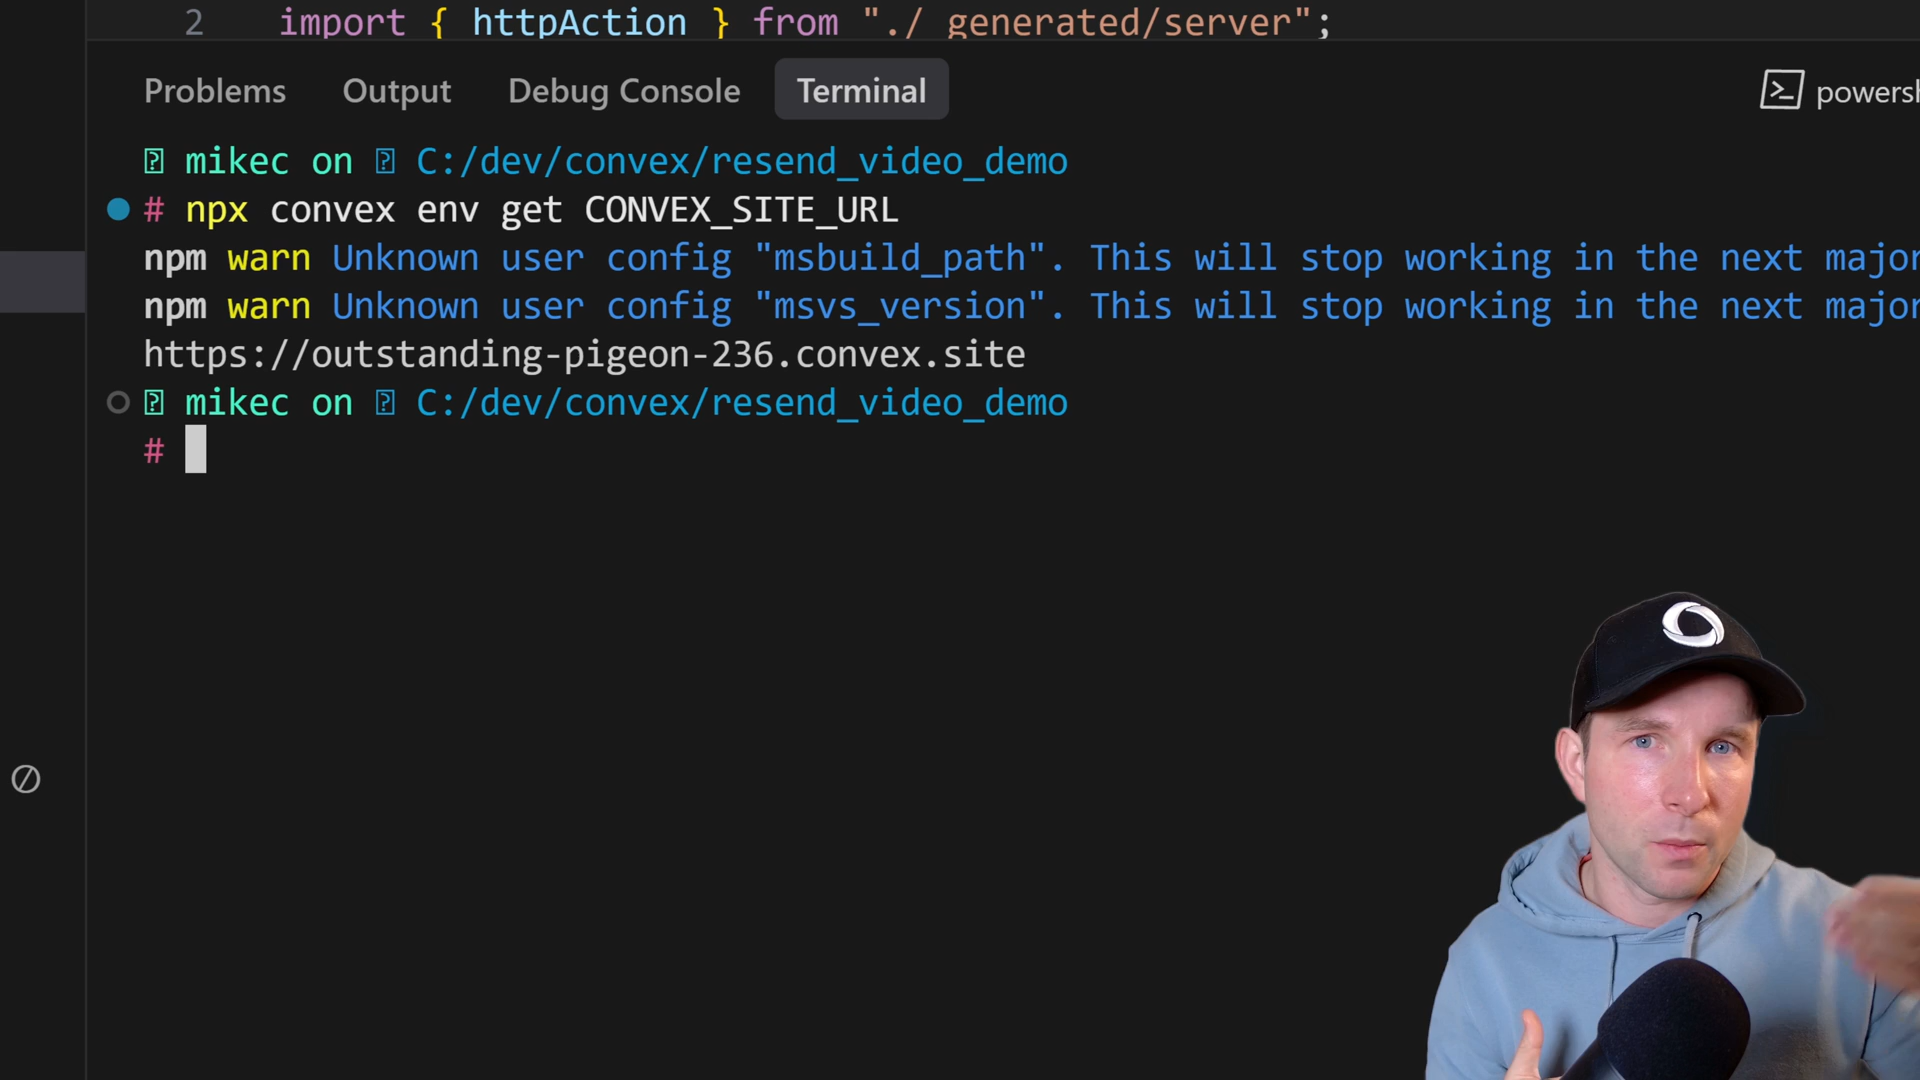 2 import { httpAction } from "./_generated/server";
Problems Output Debug Console Terminal
mikec on C:/dev/convex/resend_video_demo
# npx convex env get CONVEX_SITE_URL
npm warn Unknown user config "msbuild_path". This will stop working in the next major
npm warn Unknown user config "msvs_version". This will stop working in the next major
https://outstanding-pigeon-236.convex.site
mikec on C:/dev/convex/resend_video_demo
#